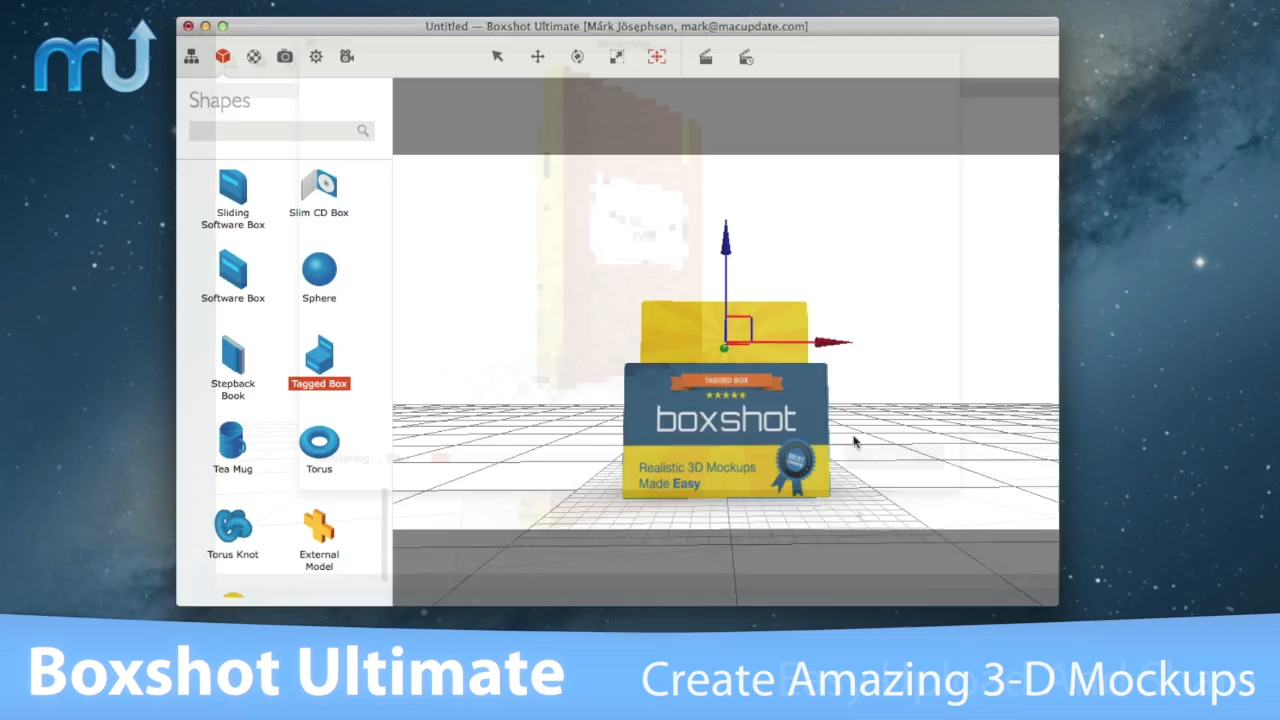 mu
Untitled — Boxshot Ultimate [Márk Jösephsøn, mark@macupdate.com]
Shapes
Sliding
Software Box
Slim CD Box
Software Box
Sphere
Stepback
Book
Tagged Box
Tea Mug
Torus
Torus Knot
External
Model
TAGGED BOX
boxshot
Realistic 3D Mockups
Made Easy
BEST
Boxshot Ultimate
Create Amazing 3-D Mockups